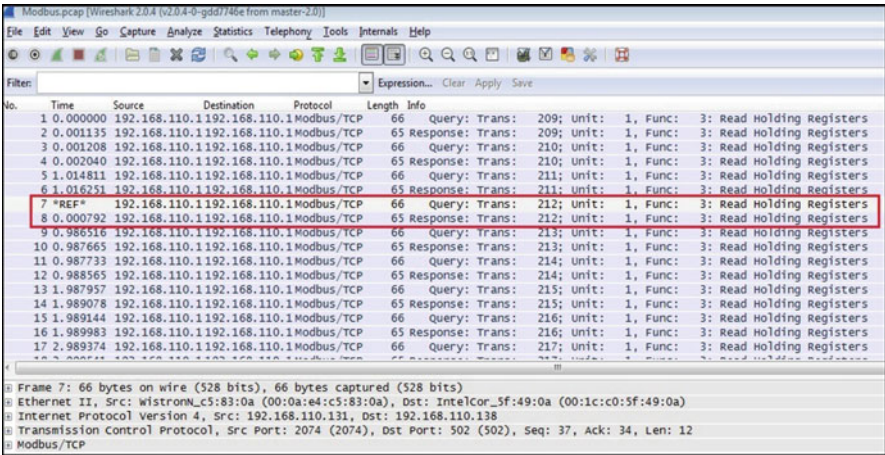 Modbus.pcap [Wireshark 2.0.4 (v2.0.4-0-gdd7746e from master-2.0)]
File Edit View Go Capture Analyze Statistics Telephony Tools Internals Help
Filter: Expression... Clear Apply Save
No. Time Source Destination Protocol Length Info
1 0.000000 192.168.110.1 192.168.110.1 Modbus/TCP 66 Query: Trans: 209; Unit: 1, Func: 3: Read Holding Registers
2 0.001135 192.168.110.1 192.168.110.1 Modbus/TCP 65 Response: Trans: 209; Unit: 1, Func: 3: Read Holding Registers
3 0.001208 192.168.110.1 192.168.110.1 Modbus/TCP 66 Query: Trans: 210; Unit: 1, Func: 3: Read Holding Registers
4 0.002040 192.168.110.1 192.168.110.1 Modbus/TCP 65 Response: Trans: 210; Unit: 1, Func: 3: Read Holding Registers
5 1.014811 192.168.110.1 192.168.110.1 Modbus/TCP 66 Query: Trans: 211; Unit: 1, Func: 3: Read Holding Registers
6 1.016251 192.168.110.1 192.168.110.1 Modbus/TCP 65 Response: Trans: 211; Unit: 1, Func: 3: Read Holding Registers
7 *REF* 192.168.110.1 192.168.110.1 Modbus/TCP 66 Query: Trans: 212; Unit: 1, Func: 3: Read Holding Registers
8 0.000792 192.168.110.1 192.168.110.1 Modbus/TCP 65 Response: Trans: 212; Unit: 1, Func: 3: Read Holding Registers
9 0.986516 192.168.110.1 192.168.110.1 Modbus/TCP 66 Query: Trans: 213; Unit: 1, Func: 3: Read Holding Registers
10 0.987665 192.168.110.1 192.168.110.1 Modbus/TCP 65 Response: Trans: 213; Unit: 1, Func: 3: Read Holding Registers
11 0.987733 192.168.110.1 192.168.110.1 Modbus/TCP 66 Query: Trans: 214; Unit: 1, Func: 3: Read Holding Registers
12 0.988565 192.168.110.1 192.168.110.1 Modbus/TCP 65 Response: Trans: 214; Unit: 1, Func: 3: Read Holding Registers
13 1.987957 192.168.110.1 192.168.110.1 Modbus/TCP 66 Query: Trans: 215; Unit: 1, Func: 3: Read Holding Registers
14 1.989078 192.168.110.1 192.168.110.1 Modbus/TCP 65 Response: Trans: 215; Unit: 1, Func: 3: Read Holding Registers
15 1.989144 192.168.110.1 192.168.110.1 Modbus/TCP 66 Query: Trans: 216; Unit: 1, Func: 3: Read Holding Registers
16 1.989983 192.168.110.1 192.168.110.1 Modbus/TCP 65 Response: Trans: 216; Unit: 1, Func: 3: Read Holding Registers
17 2.989374 192.168.110.1 192.168.110.1 Modbus/TCP 66 Query: Trans: 217; Unit: 1, Func: 3: Read Holding Registers
Frame 7: 66 bytes on wire (528 bits), 66 bytes captured (528 bits)
Ethernet II, Src: WistronN_c5:83:0a (00:0a:e4:c5:83:0a), Dst: IntelCor_5f:49:0a (00:1c:c0:5f:49:0a)
Internet Protocol Version 4, Src: 192.168.110.131, Dst: 192.168.110.138
Transmission Control Protocol, Src Port: 2074 (2074), Dst Port: 502 (502), Seq: 37, Ack: 34, Len: 12
Modbus/TCP